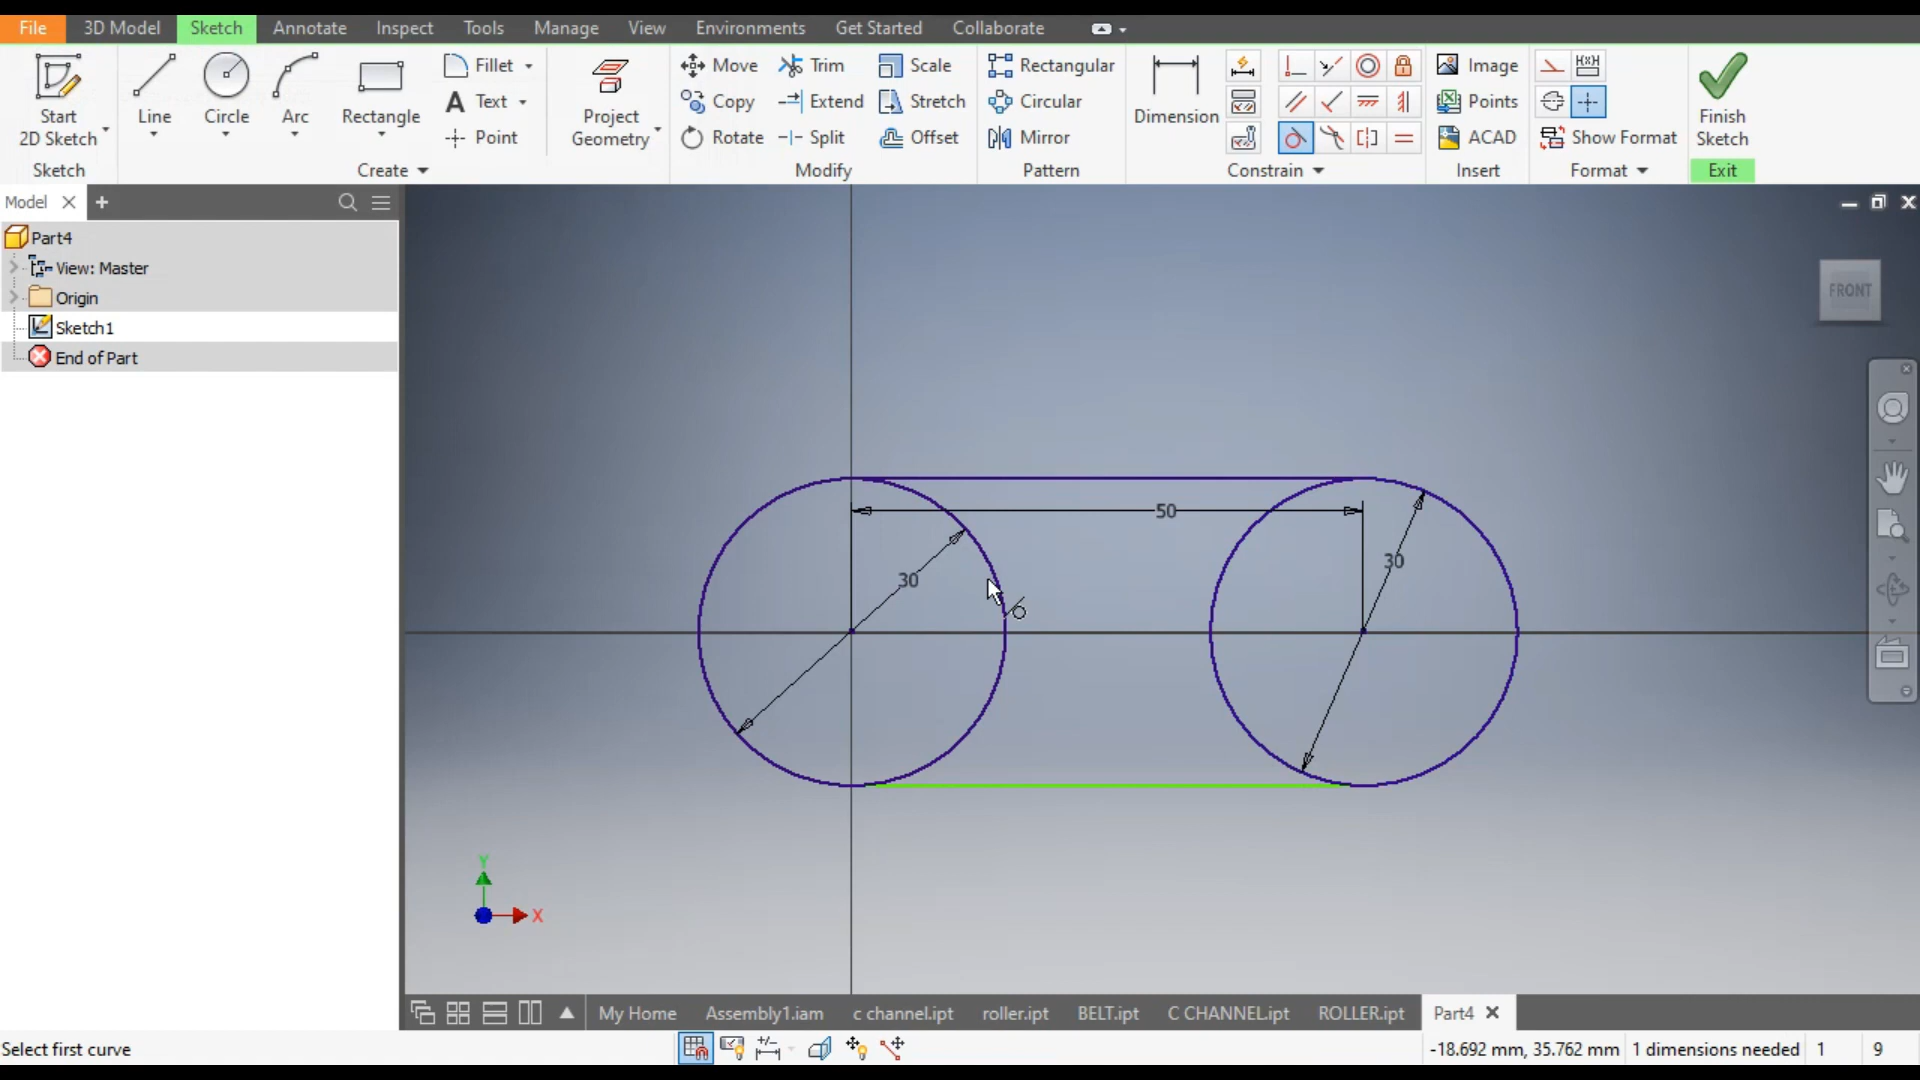 File 3D Model Sketch Annotate Inspect Tools Manage View Environments Get Started Collaborate
Start 2D Sketch
Line
Circle
Arc
Rectangle
Fillet
Text
Point
Project Geometry
Move
Copy
Rotate
Trim
Extend
Split
Scale
Stretch
Offset
Rectangular
Circular
Mirror
Dimension
Image
Points
ACAD
Show Format
Finish Sketch
Sketch Create Modify Pattern Constrain Insert Format Exit
Model
Part4
View: Master
Origin
Sketch1
End of Part
FRONT
50
30
30
Y
X
My Home Assembly1.iam c channel.ipt roller.ipt BELT.ipt C CHANNEL.ipt ROLLER.ipt Part4
Select first curve
-18.692 mm, 35.762 mm 1 dimensions needed 1 9